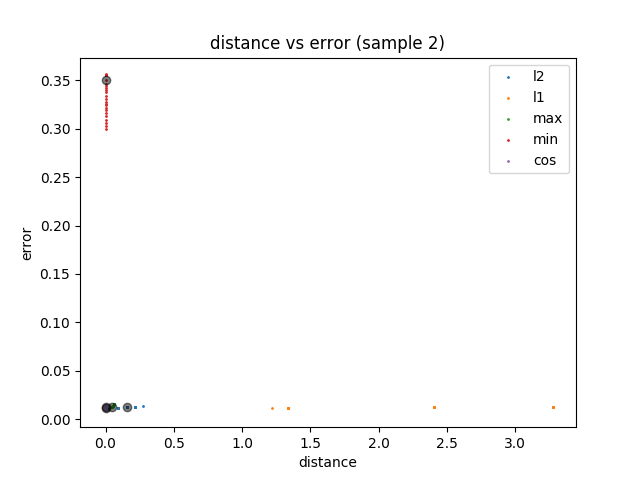 distance vs error (sample 2)
l2
l1
max
min
cos
0.35
0.30
0.25
0.20
0.15
0.10
0.05
0.00
error
0.0 0.5 1.0 1.5 2.0 2.5 3.0
distance